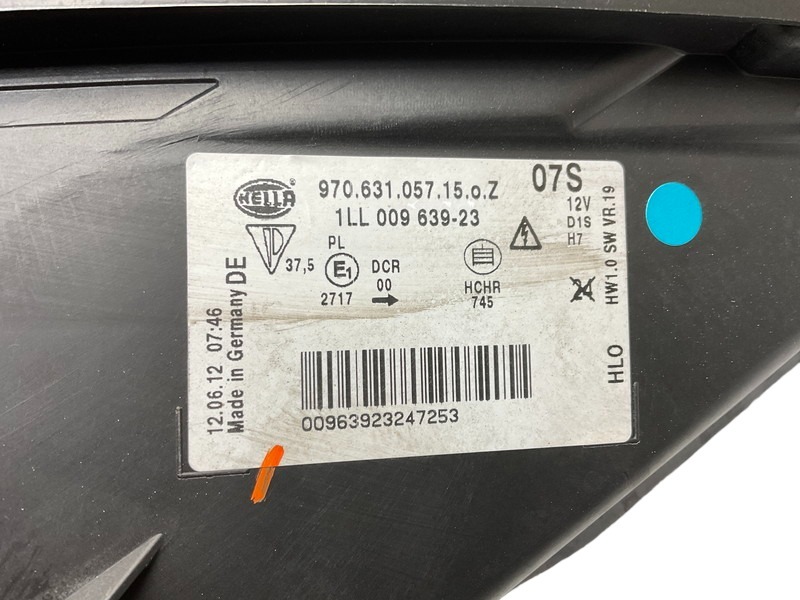 HELLA
970.631.057.15.o.Z
07S
1LL 009 639-23
12V
D1S
H7
PL
37,5
E1
2717
DCR
00
HCHR
745
24
HW1.0 SW VR.19
HLO
12.06.12 07:46
Made in Germany DE
00963923247253